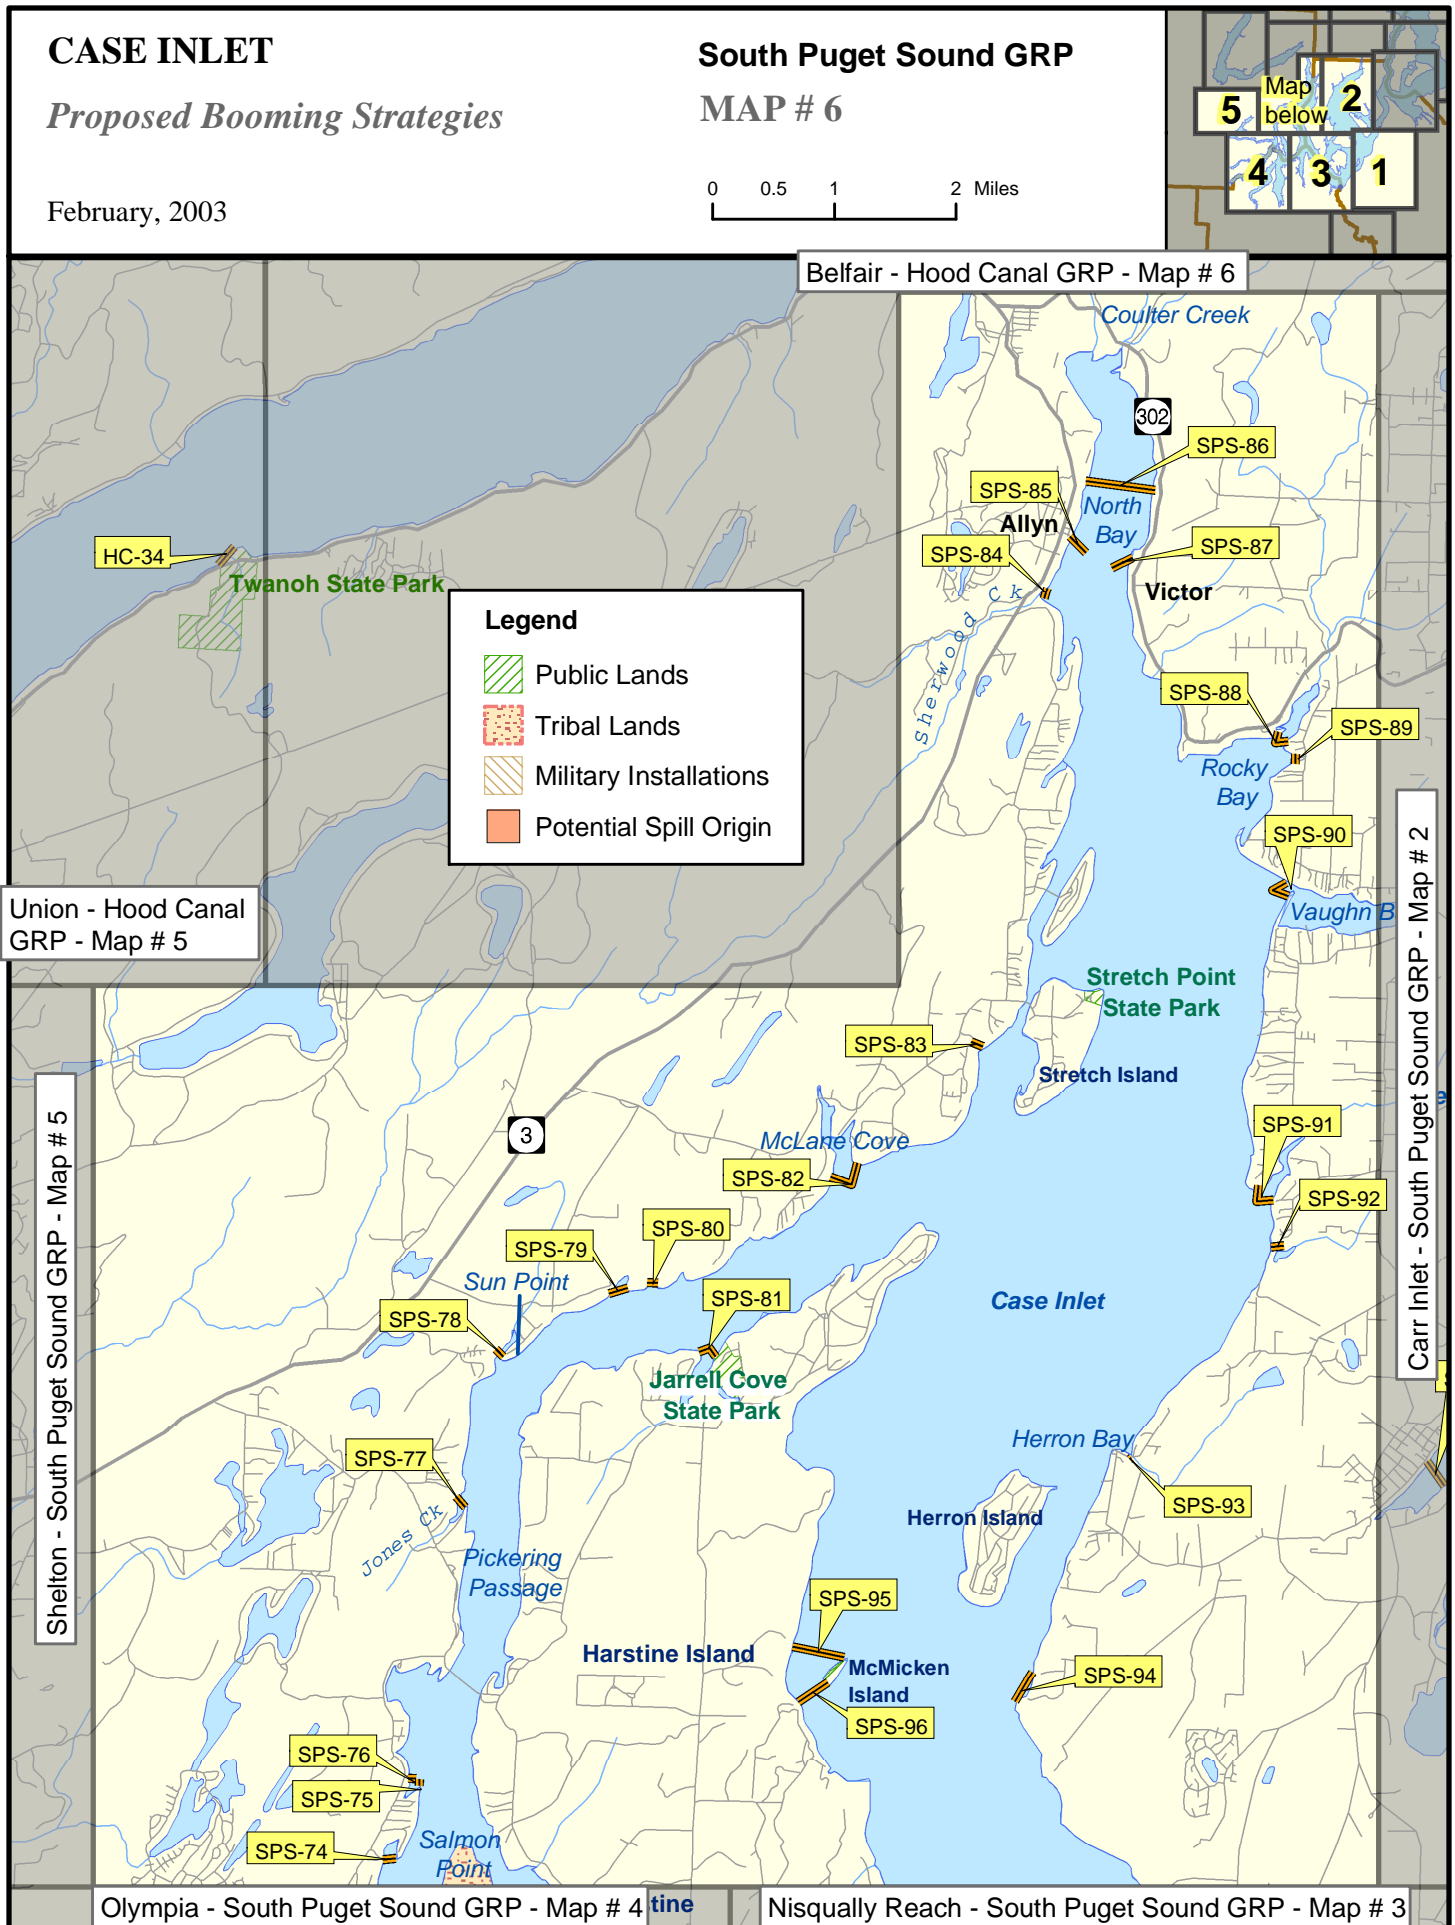 CASE INLET
Proposed Booming Strategies
February, 2003
South Puget Sound GRP
MAP # 6
0 0.5 1 2 Miles
5
Map
below
2
4
3
1
Belfair - Hood Canal GRP - Map # 6
Coulter Creek
302
SPS-86
SPS-85
North
Bay
Allyn
SPS-84
SPS-87
Victor
HC-34
Twanoh State Park
Sherwood Ck
Legend
Public Lands
Tribal Lands
Military Installations
Potential Spill Origin
SPS-88
SPS-89
Rocky
Bay
SPS-90
Vaughn B
Union - Hood Canal
GRP - Map # 5
Carr Inlet - South Puget Sound GRP - Map # 2
Stretch Point
State Park
SPS-83
Stretch Island
Shelton - South Puget Sound GRP - Map # 5
3
McLane Cove
SPS-82
SPS-91
SPS-92
SPS-80
SPS-79
Sun Point
SPS-81
SPS-78
Case Inlet
Jarrell Cove
State Park
Herron Bay
SPS-77
SPS-93
Herron Island
Jones Ck
Pickering
Passage
SPS-95
Harstine Island
McMicken
Island
SPS-94
SPS-96
SPS-76
SPS-75
SPS-74
Salmon
Point
Olympia - South Puget Sound GRP - Map # 4
tine
Nisqually Reach - South Puget Sound GRP - Map # 3